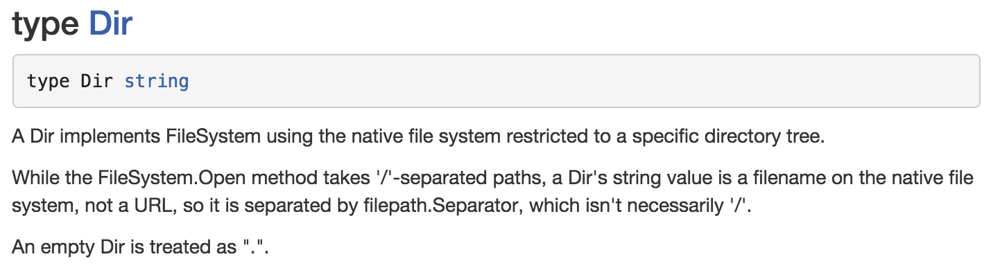 type Dir
type Dir string
A Dir implements FileSystem using the native file system restricted to a specific directory tree.
While the FileSystem.Open method takes '/'-separated paths, a Dir's string value is a filename on the native file
system, not a URL, so it is separated by filepath.Separator, which isn't necessarily '/'.
An empty Dir is treated as ".".